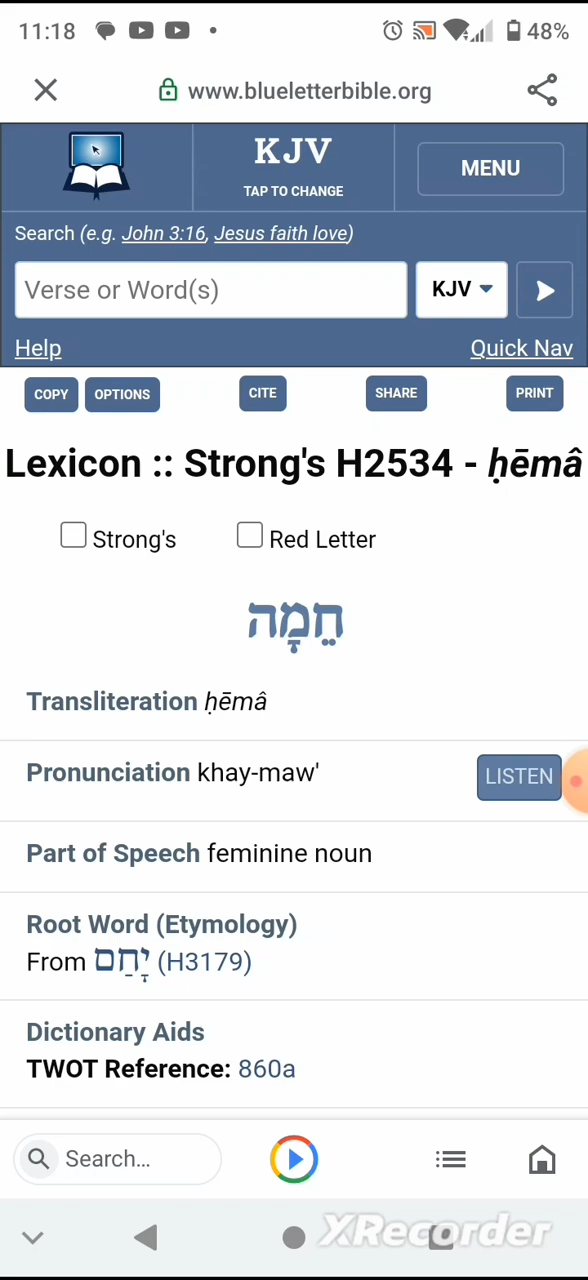 11:18 48%
www.blueletterbible.org
KJV
TAP TO CHANGE
MENU
Search (e.g. John 3:16, Jesus faith love)
Verse or Word(s) KJV
Help Quick Nav
COPY OPTIONS CITE SHARE PRINT
Lexicon :: Strong's H2534 - ḥēmâ
Strong's Red Letter
חֵמָה
Transliteration ḥēmâ
Pronunciation khay-maw' LISTEN
Part of Speech feminine noun
Root Word (Etymology)
From יָחַם (H3179)
Dictionary Aids
TWOT Reference: 860a
Search...
XRecorder